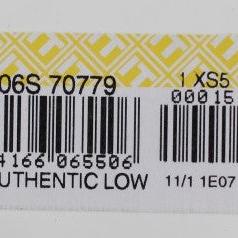 06S 70779
1 XS5
00015
4166 065506
UTHENTIC LOW
11/1 1E07